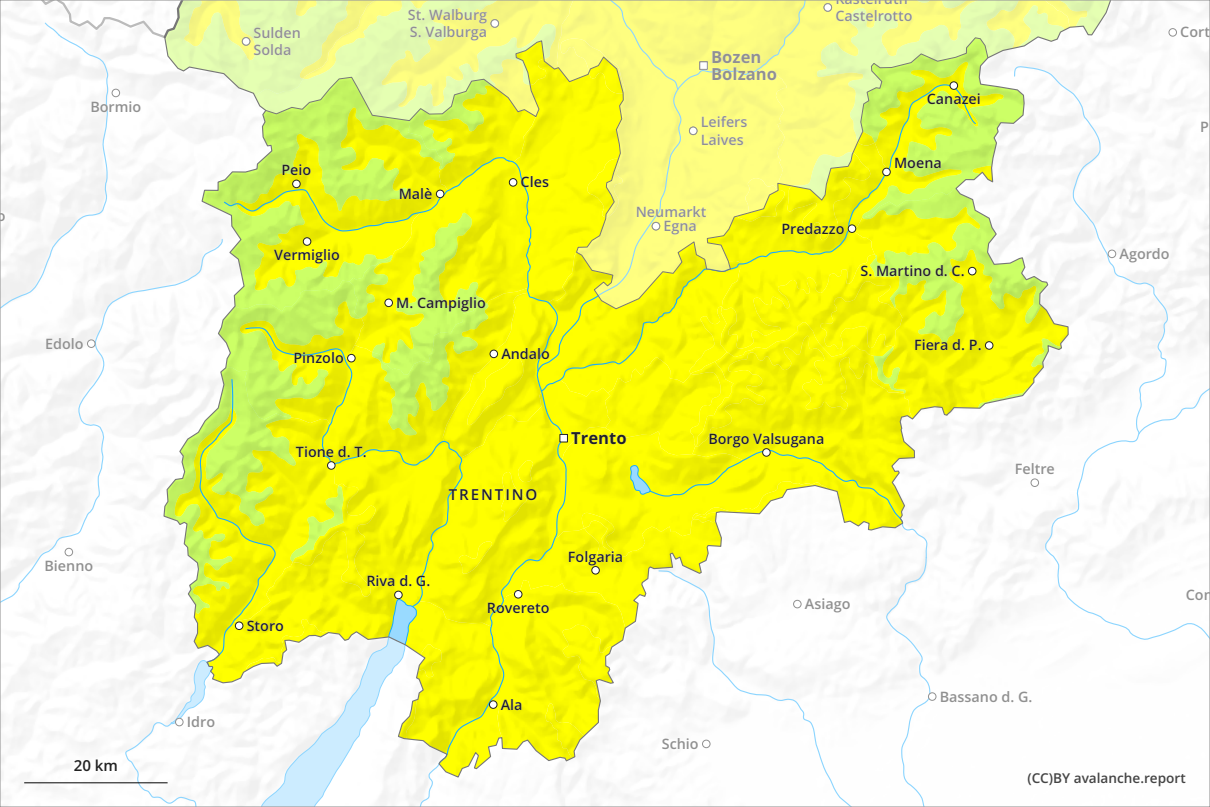 Kastelruth
Castelrotto
St. Walburg
S. Valburga
Sulden
Solda
Cort
Bozen
Bolzano
Bormio
Canazei
Leifers
Laives
Moena
Peio
Malè
Cles
Neumarkt
Egna
Predazzo
Vermiglio
Agordo
S. Martino d. C.
M. Campiglio
Edolo
Fiera d. P.
Pinzolo
Andalo
Trento
Borgo Valsugana
Tione d. T.
Feltre
TRENTINO
Bienno
Folgaria
Riva d. G.
Rovereto
Asiago
Cor
Storo
Bassano d. G.
Ala
Idro
Schio
20 km
(CC)BY avalanche.report